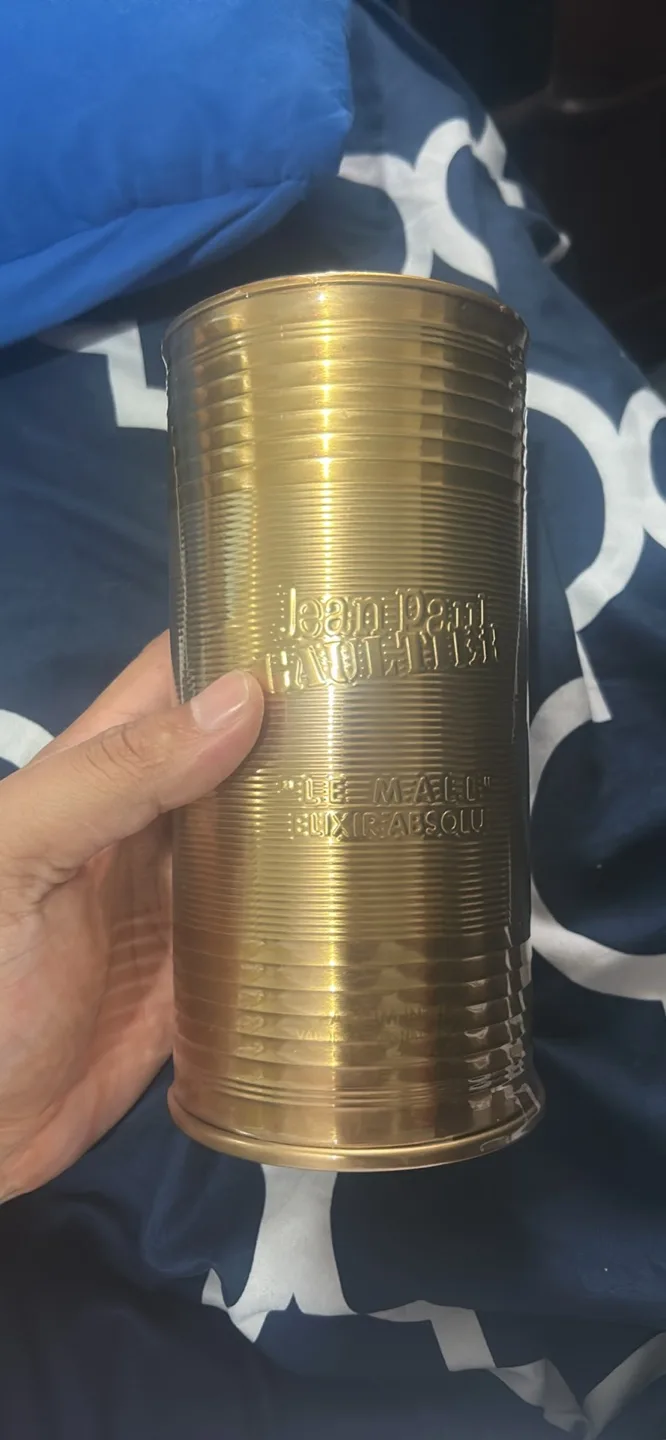 Jean Paul
GAULTIER
"LE MALE"
ELIXIR ABSOLU